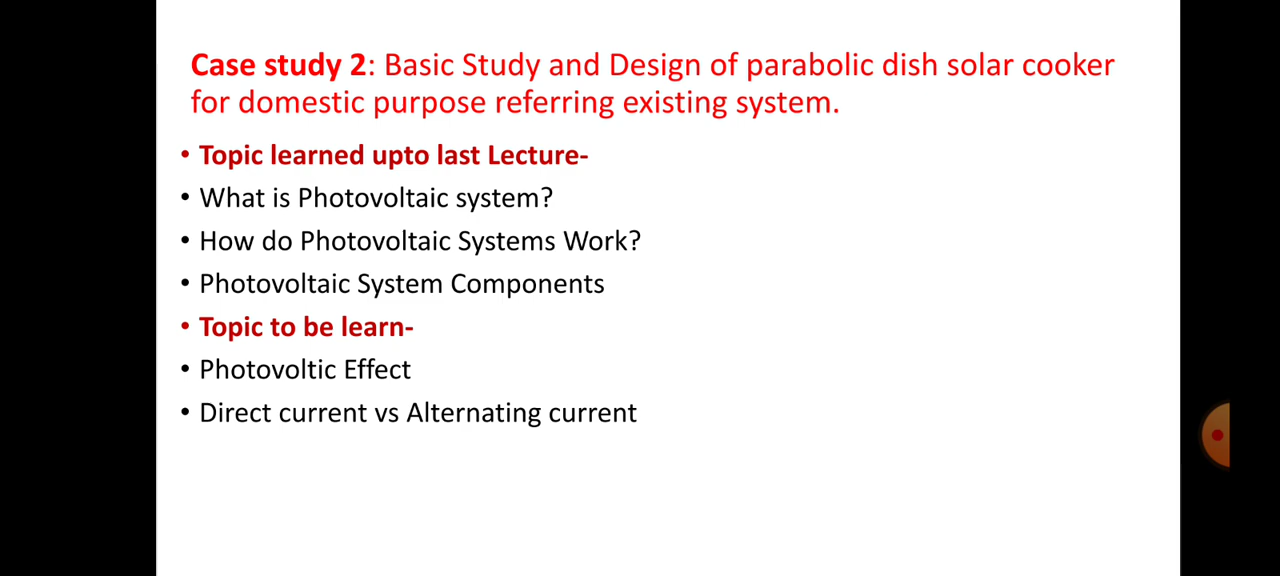 Case study 2: Basic Study and Design of parabolic dish solar cooker
for domestic purpose referring existing system.
• Topic learned upto last Lecture-
• What is Photovoltaic system?
• How do Photovoltaic Systems Work?
• Photovoltaic System Components
• Topic to be learn-
• Photovoltic Effect
• Direct current vs Alternating current